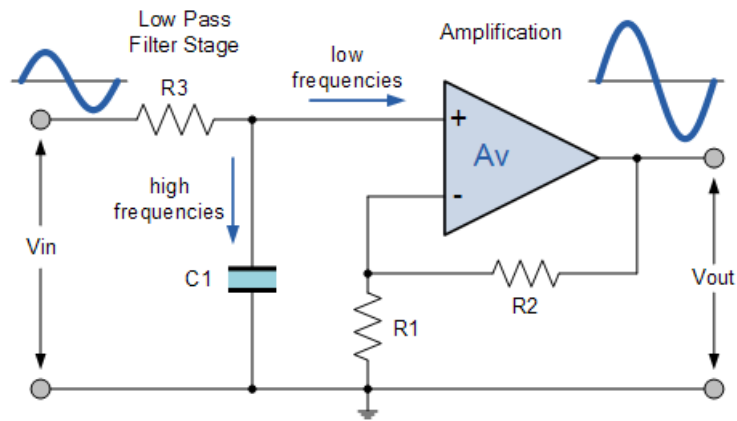 Low Pass
Filter Stage
Amplification
low
frequencies
R3
+
Av
-
high
frequencies
Vin
C1
R1
R2
Vout